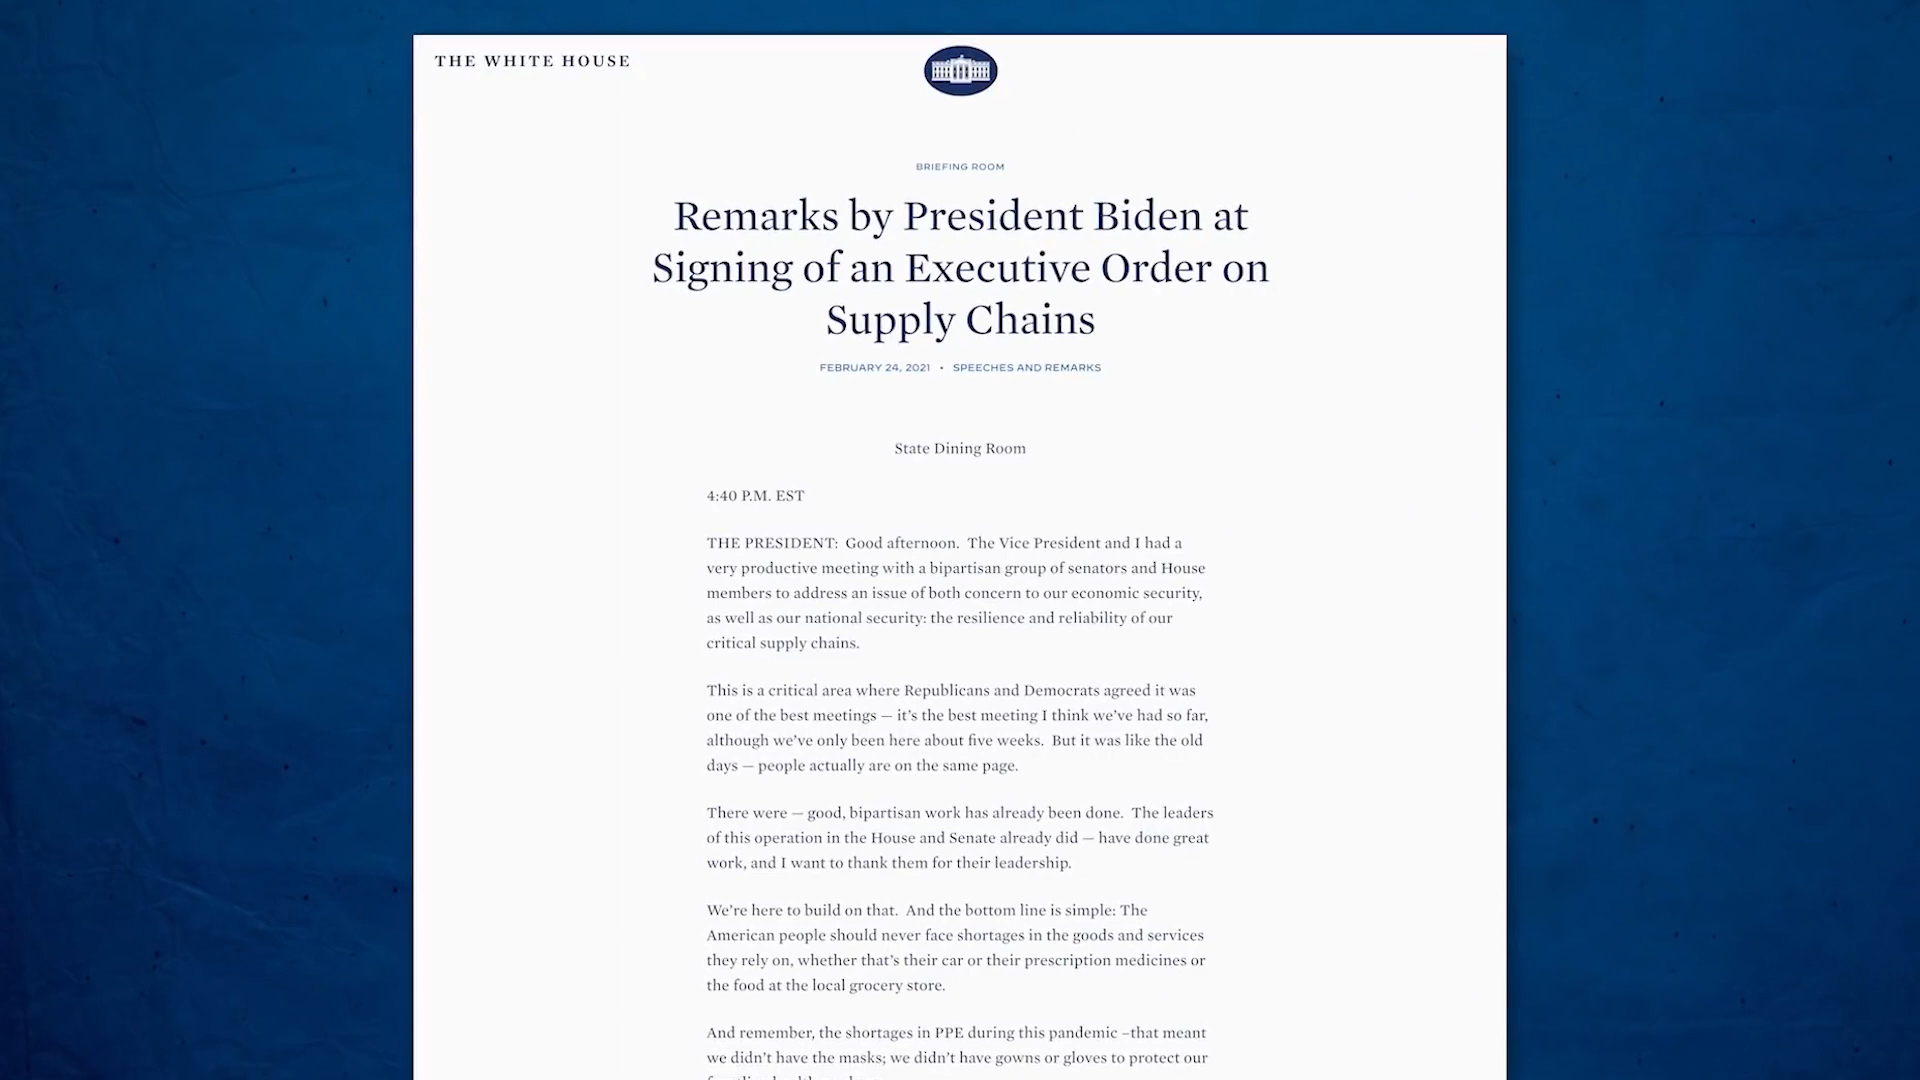 THE WHITE HOUSE
BRIEFING ROOM
Remarks by President Biden at
Signing of an Executive Order on
Supply Chains
FEBRUARY 24, 2021 • SPEECHES AND REMARKS
State Dining Room
4:40 P.M. EST
THE PRESIDENT:  Good afternoon.  The Vice President and I had a
very productive meeting with a bipartisan group of senators and House
members to address an issue of both concern to our economic security,
as well as our national security: the resilience and reliability of our
critical supply chains.
This is a critical area where Republicans and Democrats agreed it was
one of the best meetings — it’s the best meeting I think we’ve had so far,
although we’ve only been here about five weeks.  But it was like the old
days — people actually are on the same page.
There were — good, bipartisan work has already been done.  The leaders
of this operation in the House and Senate already did — have done great
work, and I want to thank them for their leadership.
We’re here to build on that.  And the bottom line is simple: The
American people should never face shortages in the goods and services
they rely on, whether that’s their car or their prescription medicines or
the food at the local grocery store.
And remember, the shortages in PPE during this pandemic –that meant
we didn’t have the masks; we didn’t have gowns or gloves to protect our